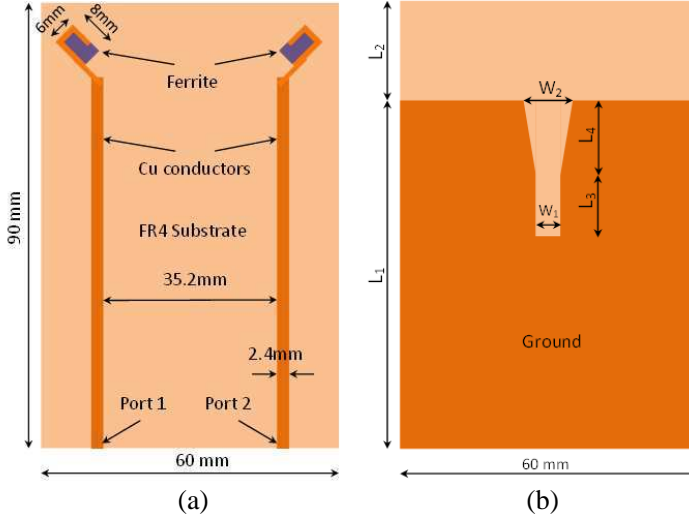 6mm
8mm
Ferrite
Cu conductors
FR4 Substrate
90 mm
35.2mm
2.4mm
Port 1
Port 2
60 mm
(a)
L2
W2
L4
L3
W1
L1
Ground
60 mm
(b)